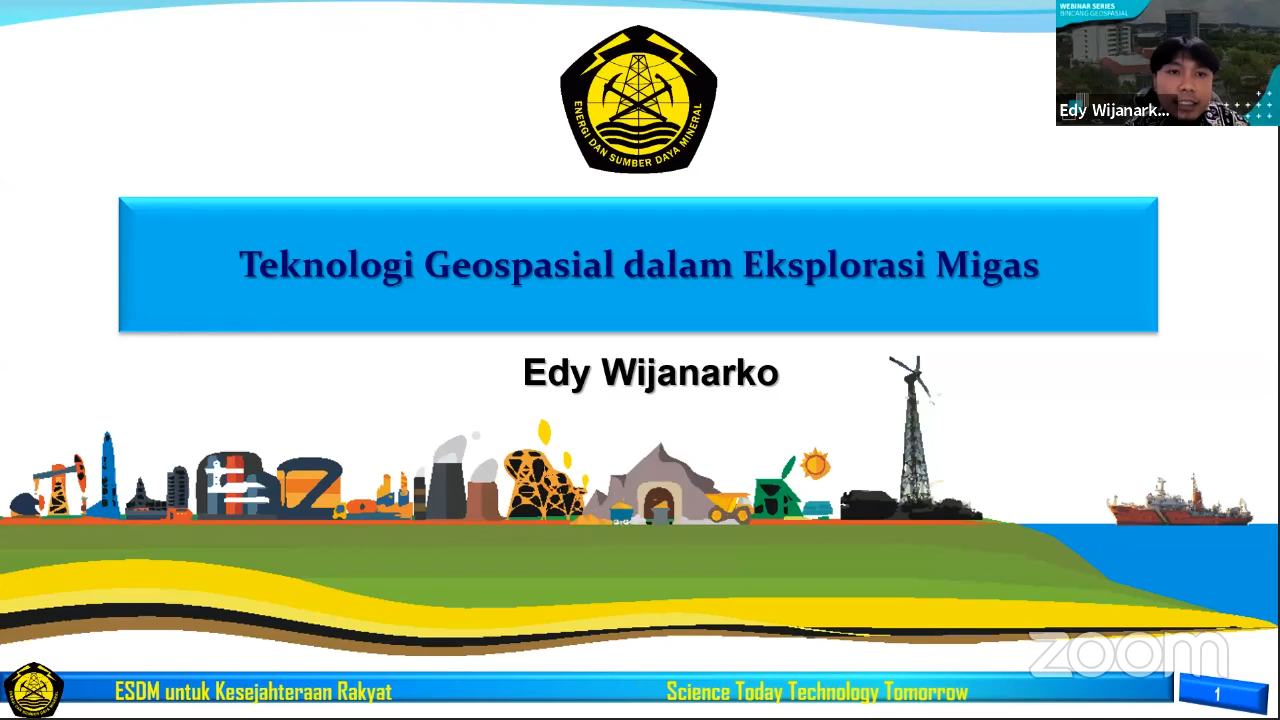 WEBINAR SERIES
BINCANG GEOSPASIAL
Edy Wijanark...
ENERGI DAN SUMBER DAYA MINERAL
Teknologi Geospasial dalam Eksplorasi Migas
Edy Wijanarko
zoom
ESDM untuk Kesejahteraan Rakyat
Science Today Technology Tomorrow
1